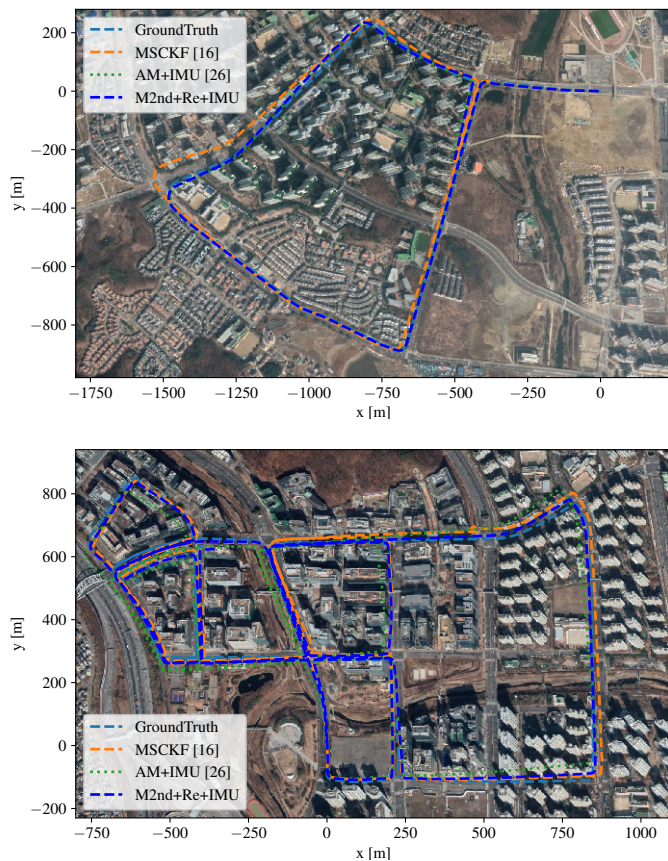 200
0
−200
−400
−600
−800
y [m]
GroundTruth
MSCKF [16]
AM+IMU [26]
M2nd+Re+IMU
−1750 −1500 −1250 −1000 −750 −500 −250 0
x [m]
800
600
400
200
0
−200
y [m]
GroundTruth
MSCKF [16]
AM+IMU [26]
M2nd+Re+IMU
−750 −500 −250 0 250 500 750 1000
x [m]